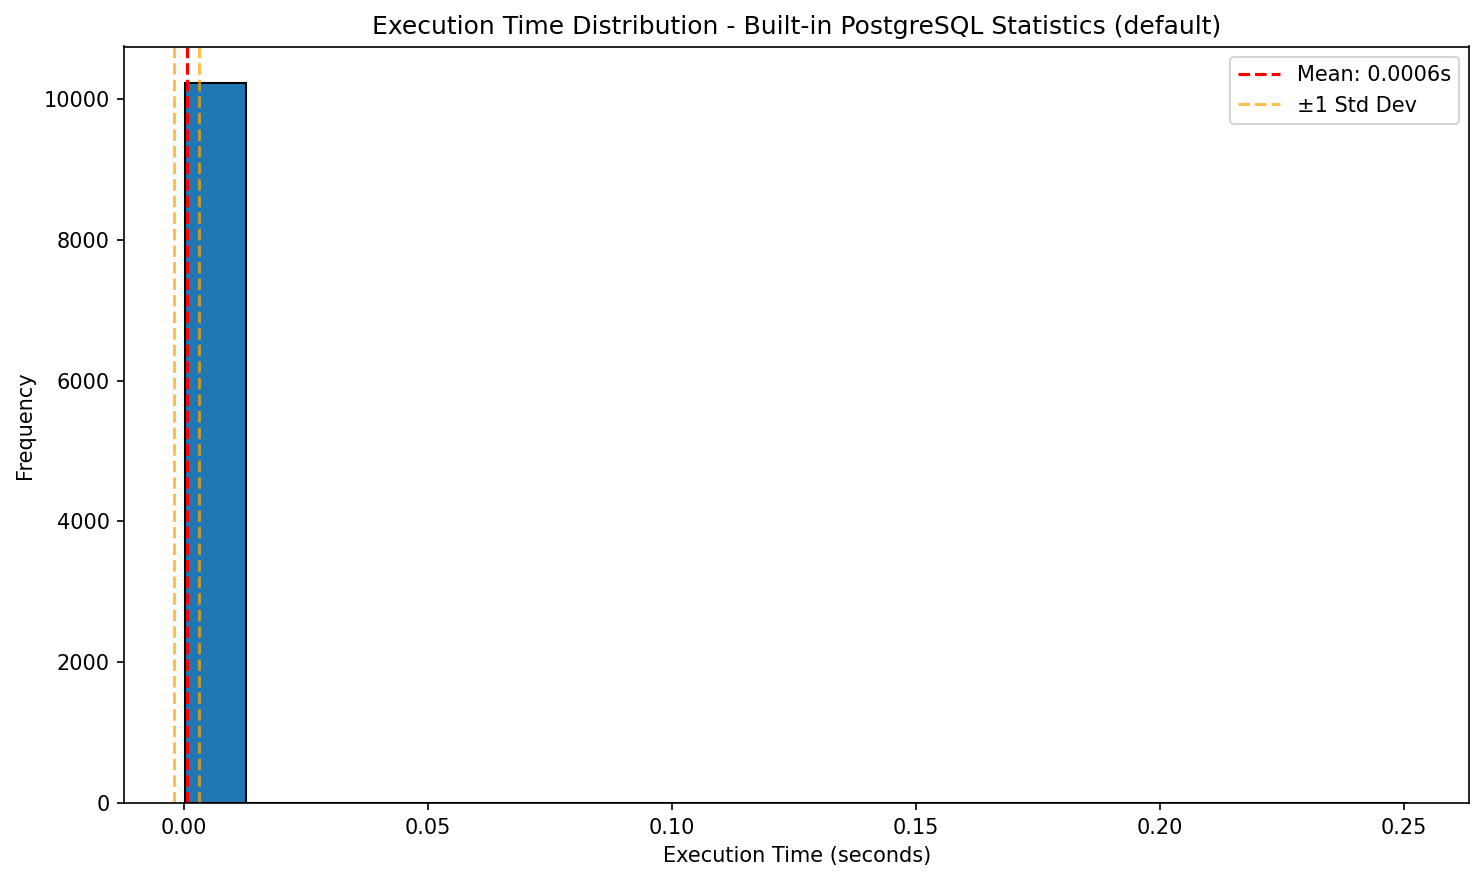 Execution Time Distribution - Built-in PostgreSQL Statistics (default)
Mean: 0.0006s
±1 Std Dev
Frequency
10000
8000
6000
4000
2000
0
0.00 0.05 0.10 0.15 0.20 0.25
Execution Time (seconds)